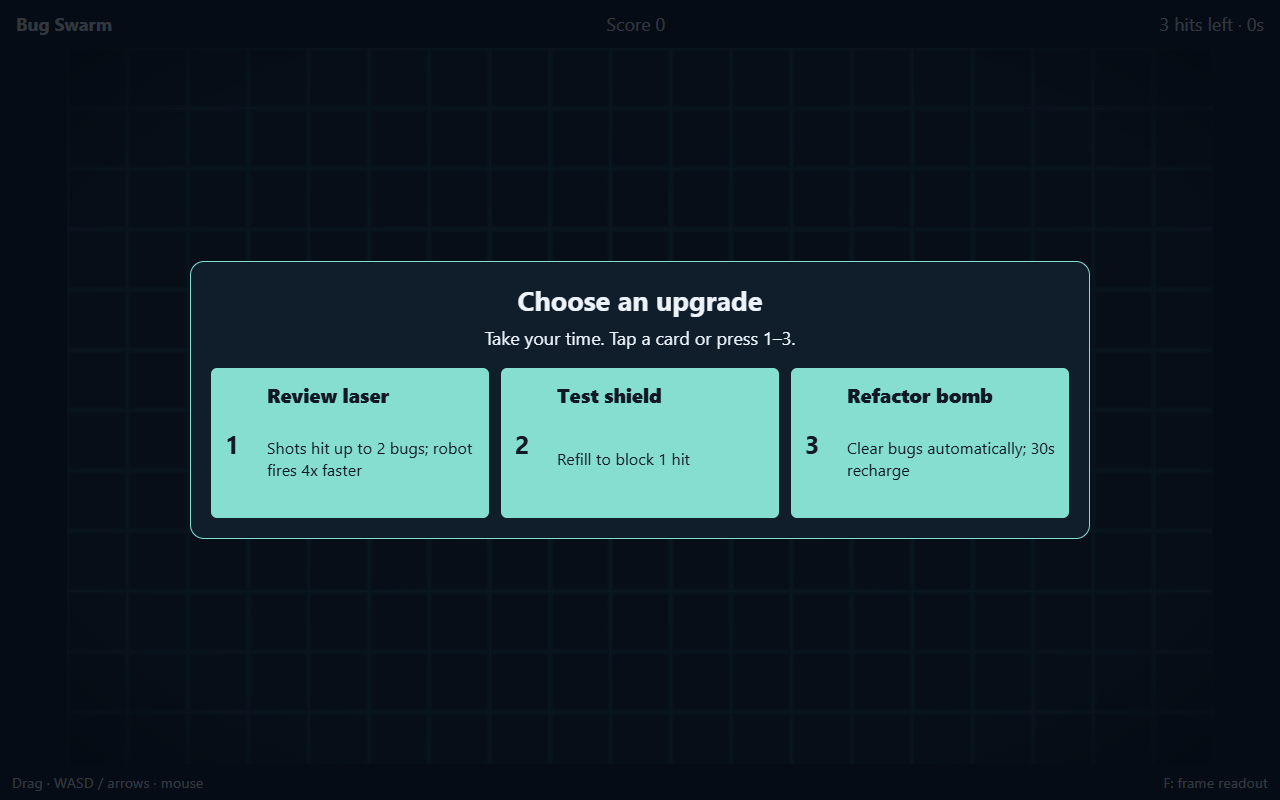 Bug Swarm
Score 0
3 hits left · 0s
Choose an upgrade
Take your time. Tap a card or press 1–3.
1
Review laser
Shots hit up to 2 bugs; robot
fires 4x faster
2
Test shield
Refill to block 1 hit
3
Refactor bomb
Clear bugs automatically; 30s
recharge
Drag · WASD / arrows · mouse
F: frame readout